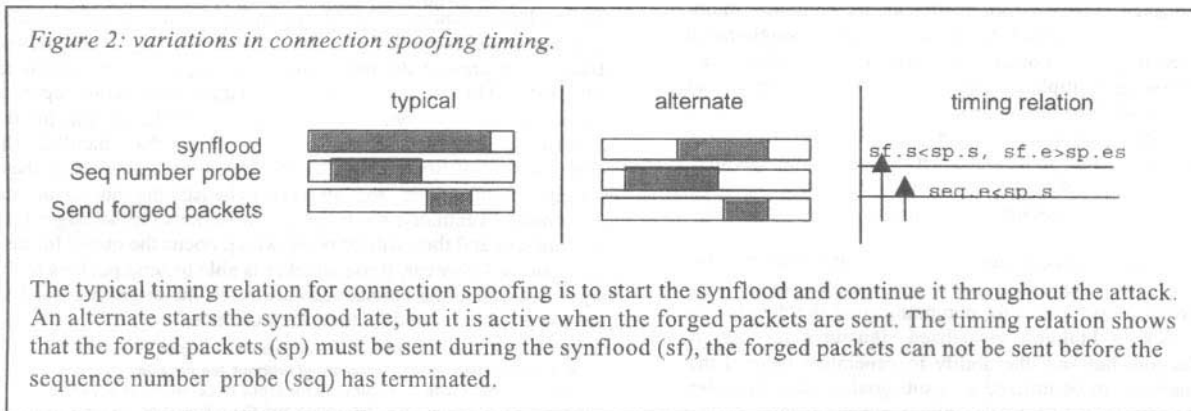 Figure 2: variations in connection spoofing timing.
typical alternate timing relation
synflood
sf.s<sp.s, sf.e>sp.es
Seq number probe
seq.e<sp.s
Send forged packets
The typical timing relation for connection spoofing is to start the synflood and continue it throughout the attack.
An alternate starts the synflood late, but it is active when the forged packets are sent. The timing relation shows
that the forged packets (sp) must be sent during the synflood (sf), the forged packets can not be sent before the
sequence number probe (seq) has terminated.